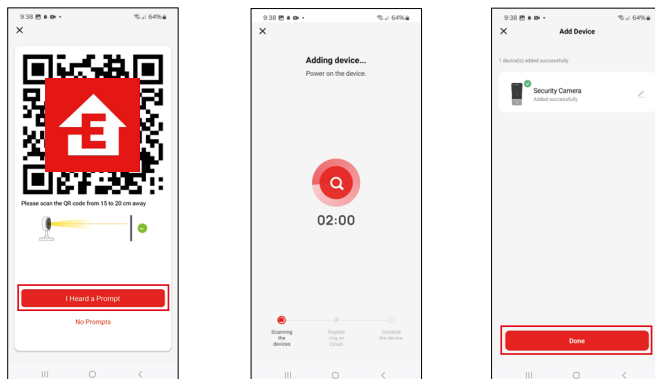 9:38
64%
Please scan the QR code from 15 to 20 cm away
I Heard a Prompt
No Prompts
9:38
64%
Adding device...
Power on the device.
02:00
Scanning
the
devices
Registe
ring on
Cloud.
Initialize
the device.
9:38
64%
Add Device
1 device(s) added successfully
Security Camera
Added successfully
Done